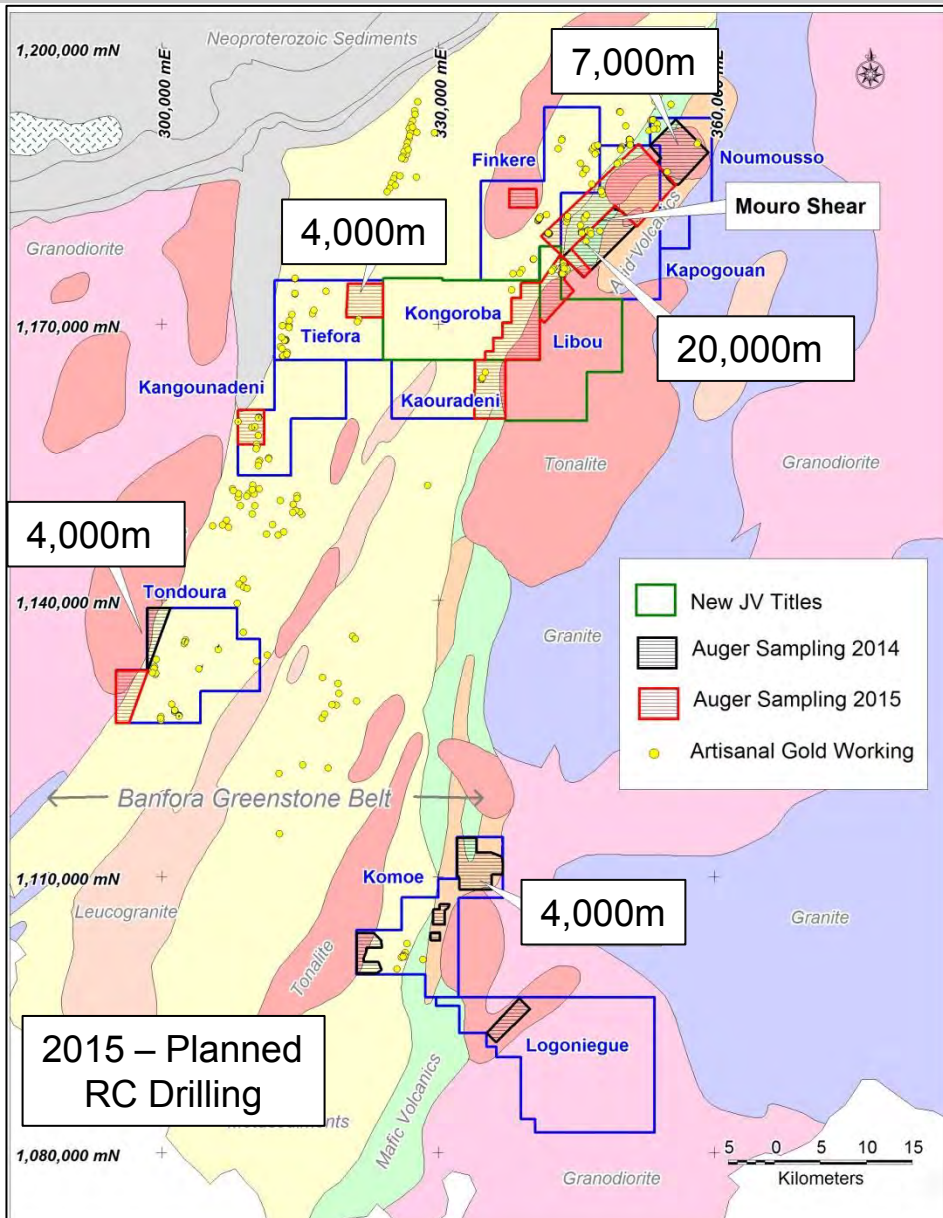 1,200,000 mN
Neoproterozoic Sediments
7,000m
300,000 mE
330,000 mE
360,000 mE
Finkere
Noumousso
Mouro Shear
Granodiorite
4,000m
Acid Volcanics
Kapogouan
1,170,000 mN
Tiefora
Kongoroba
Libou
20,000m
Kangounadeni
Kaouradeni
Tonalite
Granodiorite
4,000m
1,140,000 mN
Tondoura
Granite
New JV Titles
Auger Sampling 2014
Auger Sampling 2015
Artisanal Gold Working
Banfora Greenstone Belt
1,110,000 mN
Komoe
4,000m
Leucogranite
Granite
Tonalite
2015 – Planned
RC Drilling
Logoniegue
Mafic Volcanics
1,080,000 mN
Granodiorite
5 0 5 10 15
Kilometers